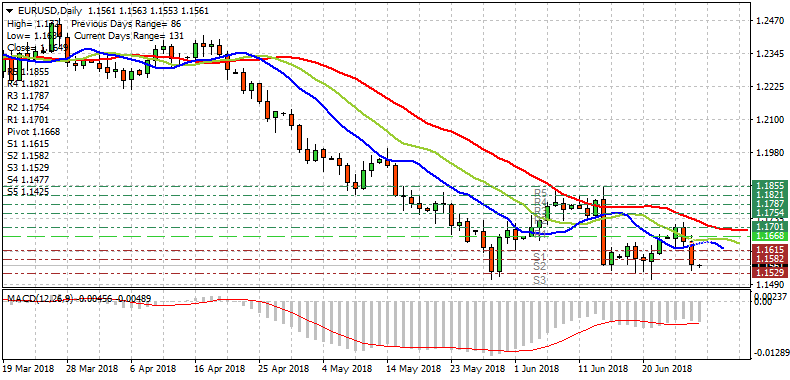 EURUSD,Daily 1.1561 1.1563 1.1553 1.1561
Previous Days Range= 86
Current Days Range= 131
R4 1.1821
R3 1.1787
R2 1.1754
R1 1.1701
Pivot 1.1668
S1 1.1615
S2 1.1582
S3 1.1529
S4 1.1477
S5 1.1425
R5
S1
S2
S3
1.2470
1.2345
1.2225
1.2100
1.1980
1.1855
1.1821
1.1787
1.1754
1.1701
1.1668
1.1615
1.1582
1.1529
1.1490
MACD(12,26,9) -0.00456 -0.00489
0.00237
0.00
-0.01289
19 Mar 2018
28 Mar 2018
6 Apr 2018
16 Apr 2018
25 Apr 2018
4 May 2018
14 May 2018
23 May 2018
1 Jun 2018
11 Jun 2018
20 Jun 2018